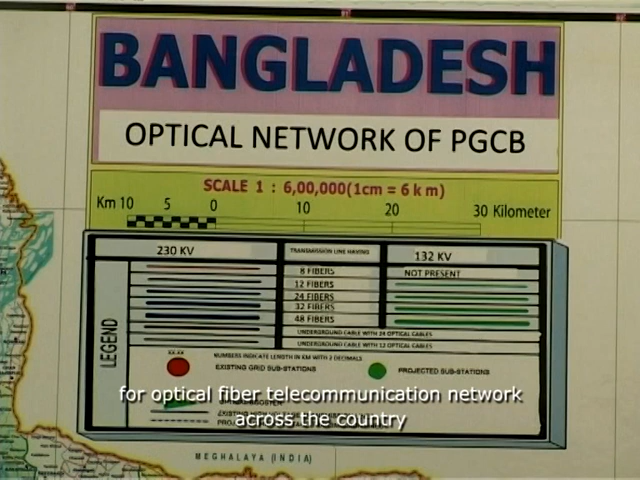 BANGLADESH
OPTICAL NETWORK OF PGCB
SCALE 1 : 6,00,000(1cm = 6 k m)
Km 10 5 0 10 20 30 Kilometer
230 KV TRANSMISSION LINE HAVING 132 KV
8 FIBERS NOT PRESENT
12 FIBERS
24 FIBERS
32 FIBERS
48 FIBERS
UNDERGROUND CABLE WITH 24 OPTICAL CABLES
UNDERGROUND CABLE WITH 12 OPTICAL CABLES
LEGEND
XX.XX NUMBERS INDICATE LENGTH IN KM WITH 2 DECIMALS
EXISTING GRID SUB-STATIONS PROJECTED SUB-STATIONS
for optical fiber telecommunication network
across the country
MEGHALAYA (INDIA)